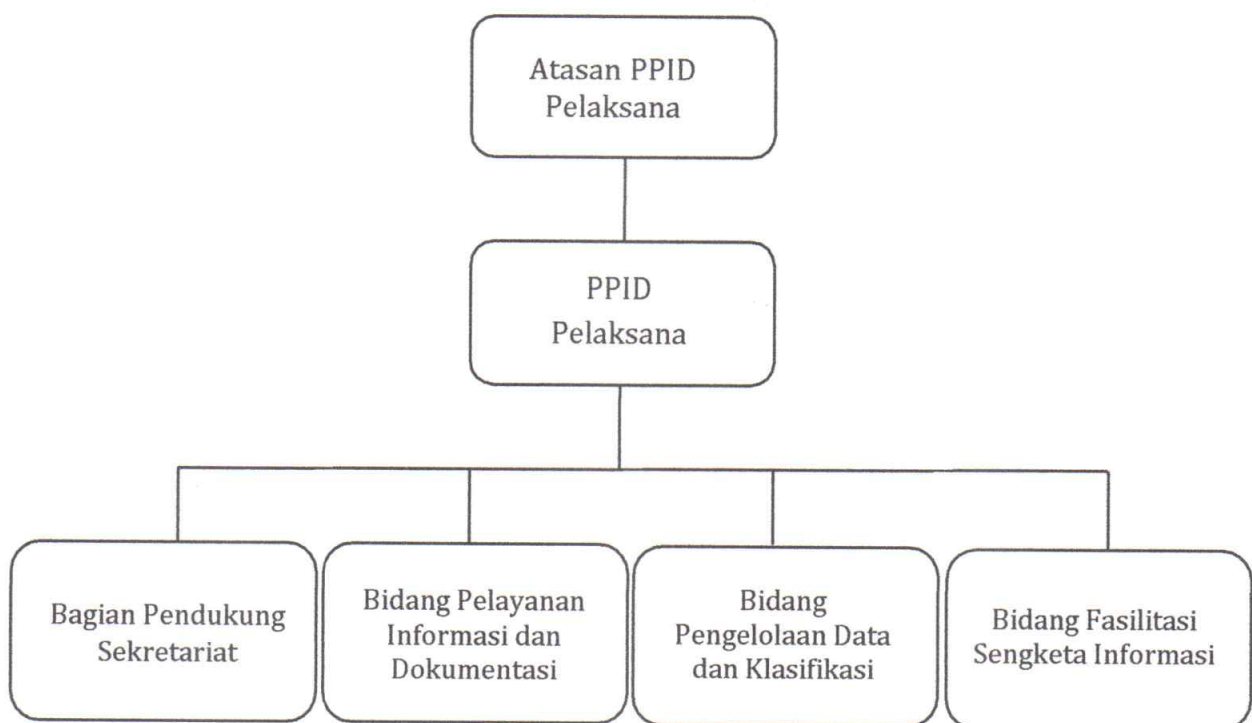 Atasan PPID
Pelaksana
PPID
Pelaksana
Bagian Pendukung
Sekretariat
Bidang Pelayanan
Informasi dan
Dokumentasi
Bidang
Pengelolaan Data
dan Klasifikasi
Bidang Fasilitasi
Sengketa Informasi